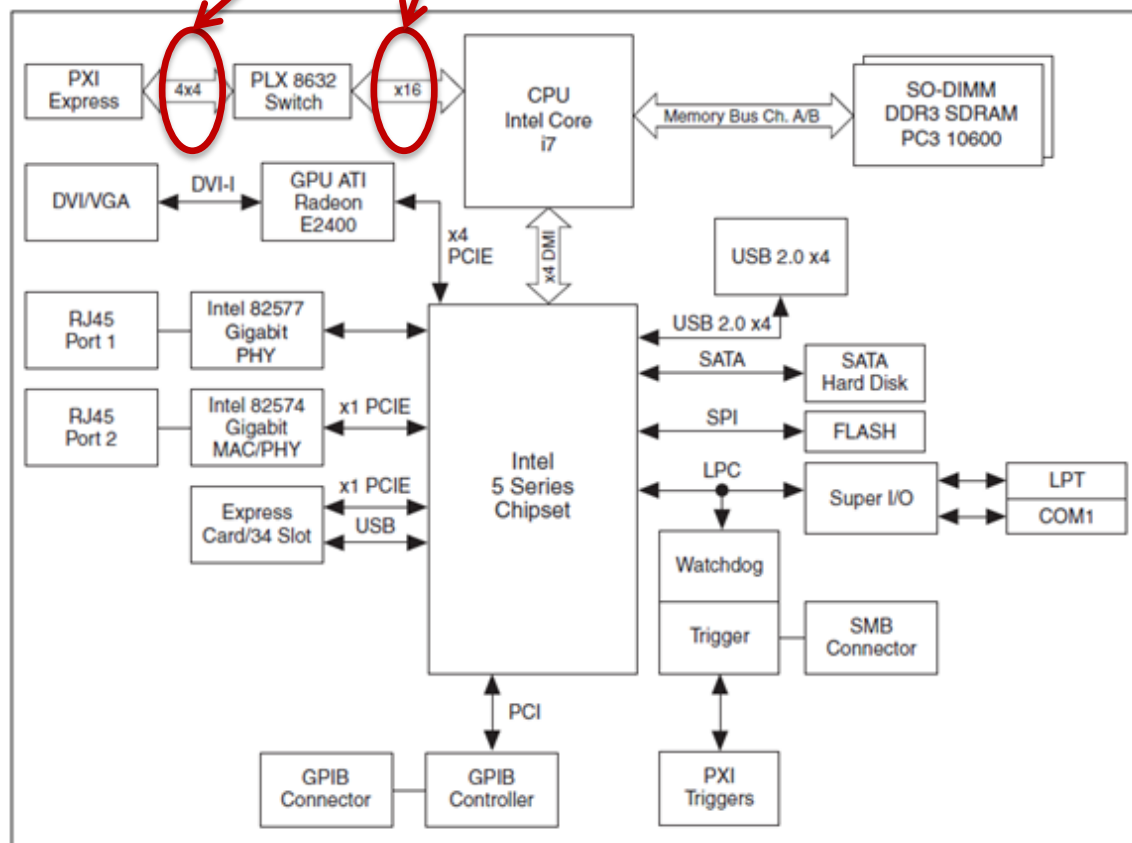 PXI
Express
4x4
PLX 8632
Switch
x16
CPU
Intel Core
i7
Memory Bus Ch. A/B
SO-DIMM
DDR3 SDRAM
PC3 10600
DVI/VGA
DVI-I
GPU ATI
Radeon
E2400
x4
PCIE
x4 DMI
USB 2.0 x4
RJ45
Port 1
Intel 82577
Gigabit
PHY
USB 2.0 x4
SATA
SATA
Hard Disk
RJ45
Port 2
Intel 82574
Gigabit
MAC/PHY
x1 PCIE
SPI
FLASH
Intel
5 Series
Chipset
LPC
Super I/O
LPT
COM1
Express
Card/34 Slot
x1 PCIE
USB
Watchdog
Trigger
SMB
Connector
PCI
GPIB
Connector
GPIB
Controller
PXI
Triggers